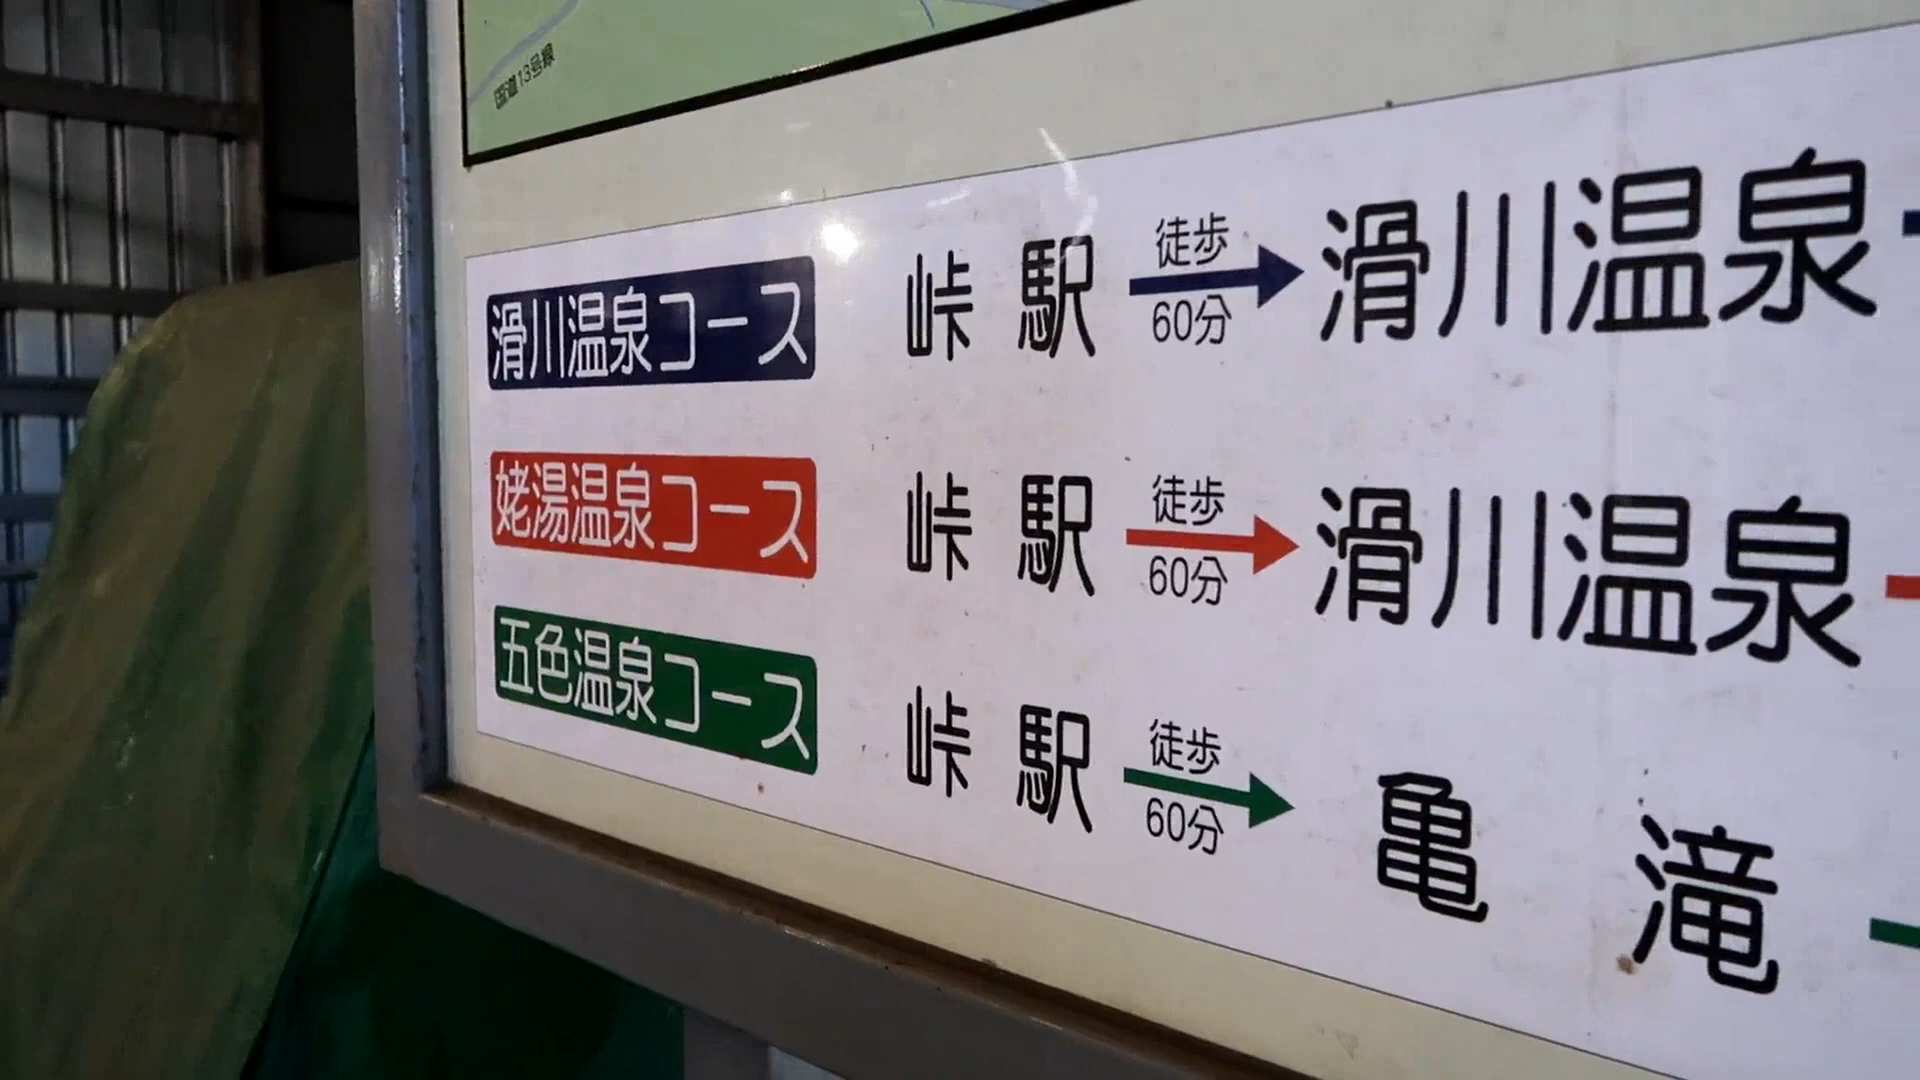 国道13号線
滑川温泉コース 峠駅 徒歩 60分 滑川温泉
姥湯温泉コース 峠駅 徒歩 60分 滑川温泉
五色温泉コース 峠駅 徒歩 60分 亀滝